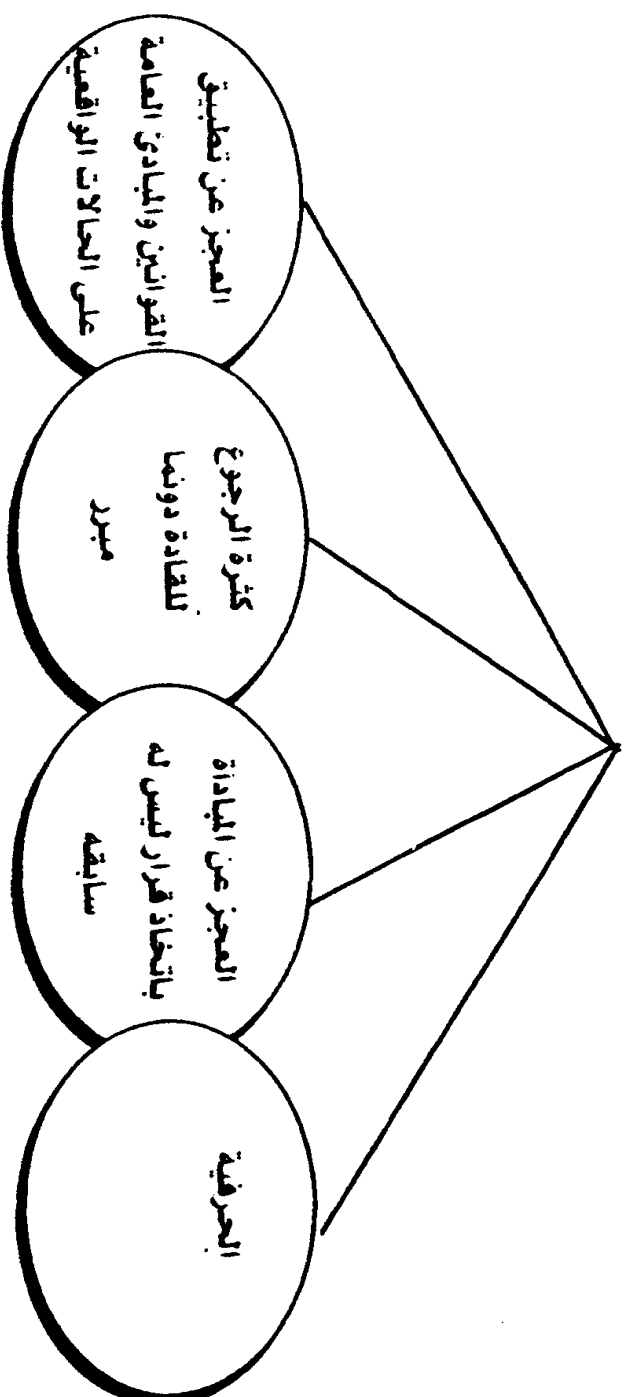 الحرفية
العجز عن المبادأة
باتخاذ قرار ليس له
سابقه
كثرة الرجوع
للقادة دونما
مبرر
العجز عن تطبيق
القوانين والمبادئ العامة
على الحالات الواقعية